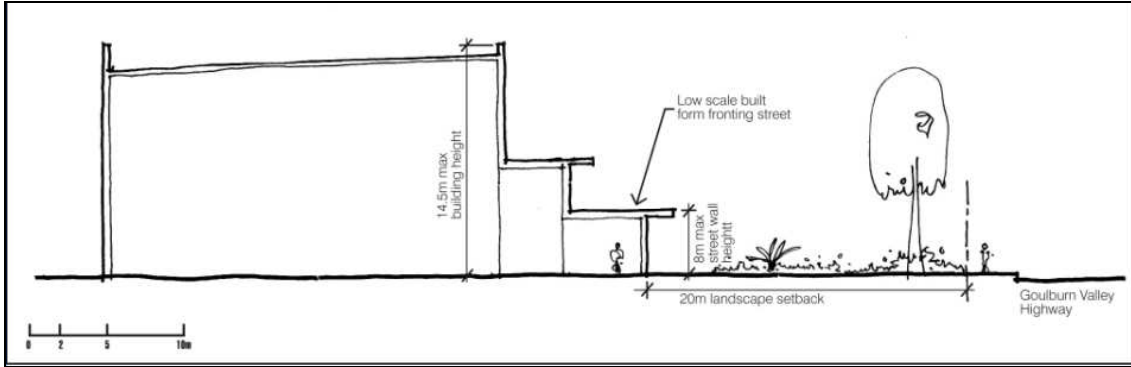 Low scale built
form fronting street
14.5m max
building height
8m max
street wall
heightt
20m landscape setback
Goulburn Valley
Highway
0 2 5 10m